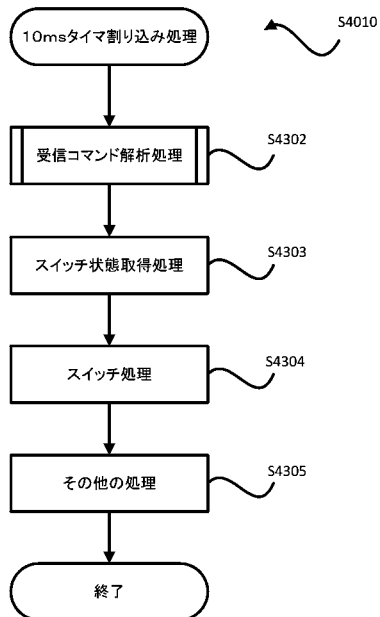 10msタイマ割り込み処理
S4010
受信コマンド解析処理
S4302
スイッチ状態取得処理
S4303
スイッチ処理
S4304
その他の処理
S4305
終了